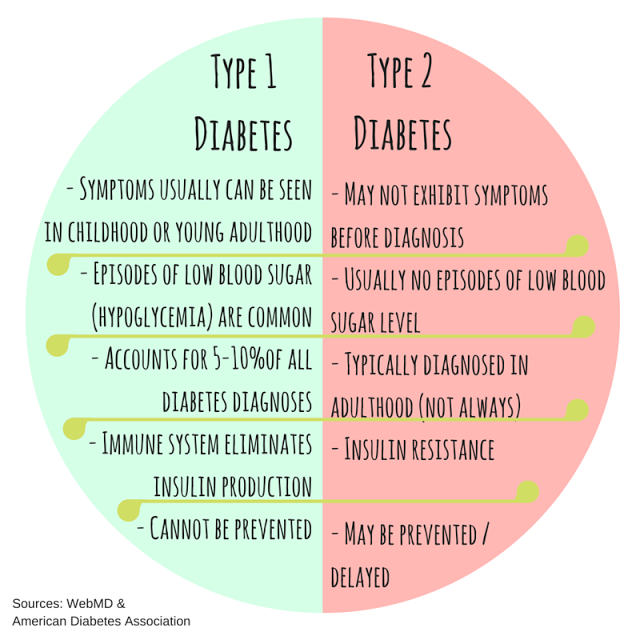 Type 1
Diabetes
- Symptoms usually can be seen
in childhood or young adulthood
- Episodes of low blood sugar
(hypoglycemia) are common
- Accounts for 5-10%of all
diabetes diagnoses
- Immune system eliminates
insulin production
- Cannot be prevented
Type 2
Diabetes
- May not exhibit symptoms
before diagnosis
- Usually no episodes of low blood
sugar level
- Typically diagnosed in
adulthood (not always)
- Insulin resistance
- May be prevented /
delayed
Sources: WebMD &
American Diabetes Association